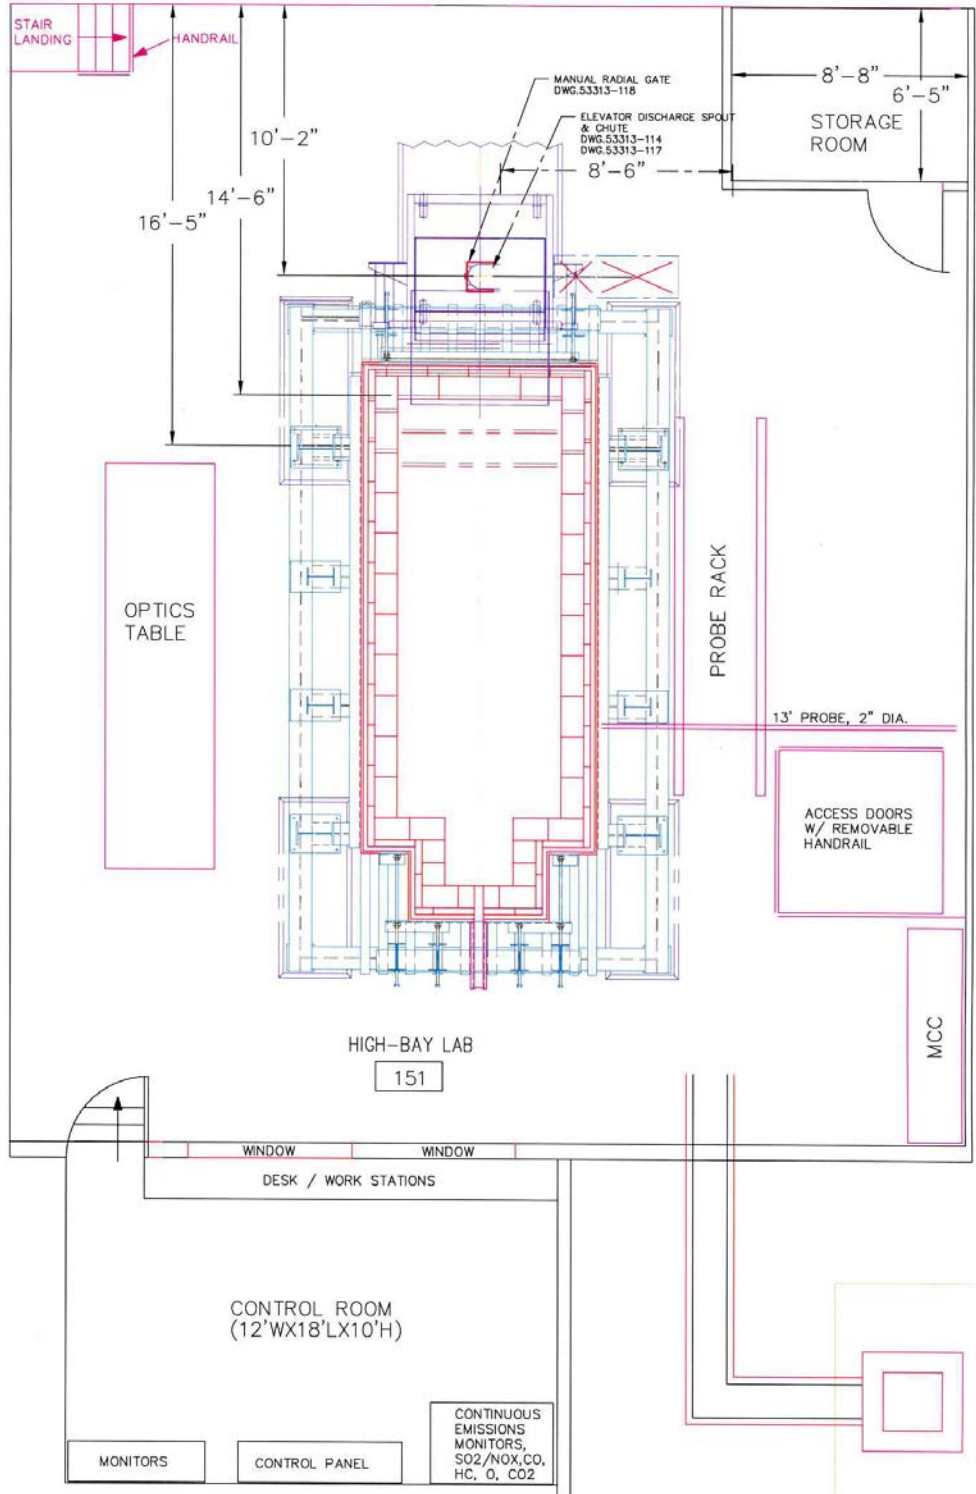 STAIR
LANDING
HANDRAIL
MANUAL RADIAL GATE
DWG.53313-118
8'-8"
6'-5"
STORAGE
ROOM
10'-2"
ELEVATOR DISCHARGE SPOUT
& CHUTE
DWG.53313-114
DWG.53313-117
8'-6"
14'-6"
16'-5"
OPTICS
TABLE
PROBE RACK
13' PROBE, 2" DIA.
ACCESS DOORS
W/ REMOVABLE
HANDRAIL
MCC
HIGH-BAY LAB
151
WINDOW
WINDOW
DESK / WORK STATIONS
CONTROL ROOM
(12'WX18'LX10'H)
MONITORS
CONTROL PANEL
CONTINUOUS
EMISSIONS
MONITORS,
SO2/NOX,CO,
HC, O, CO2